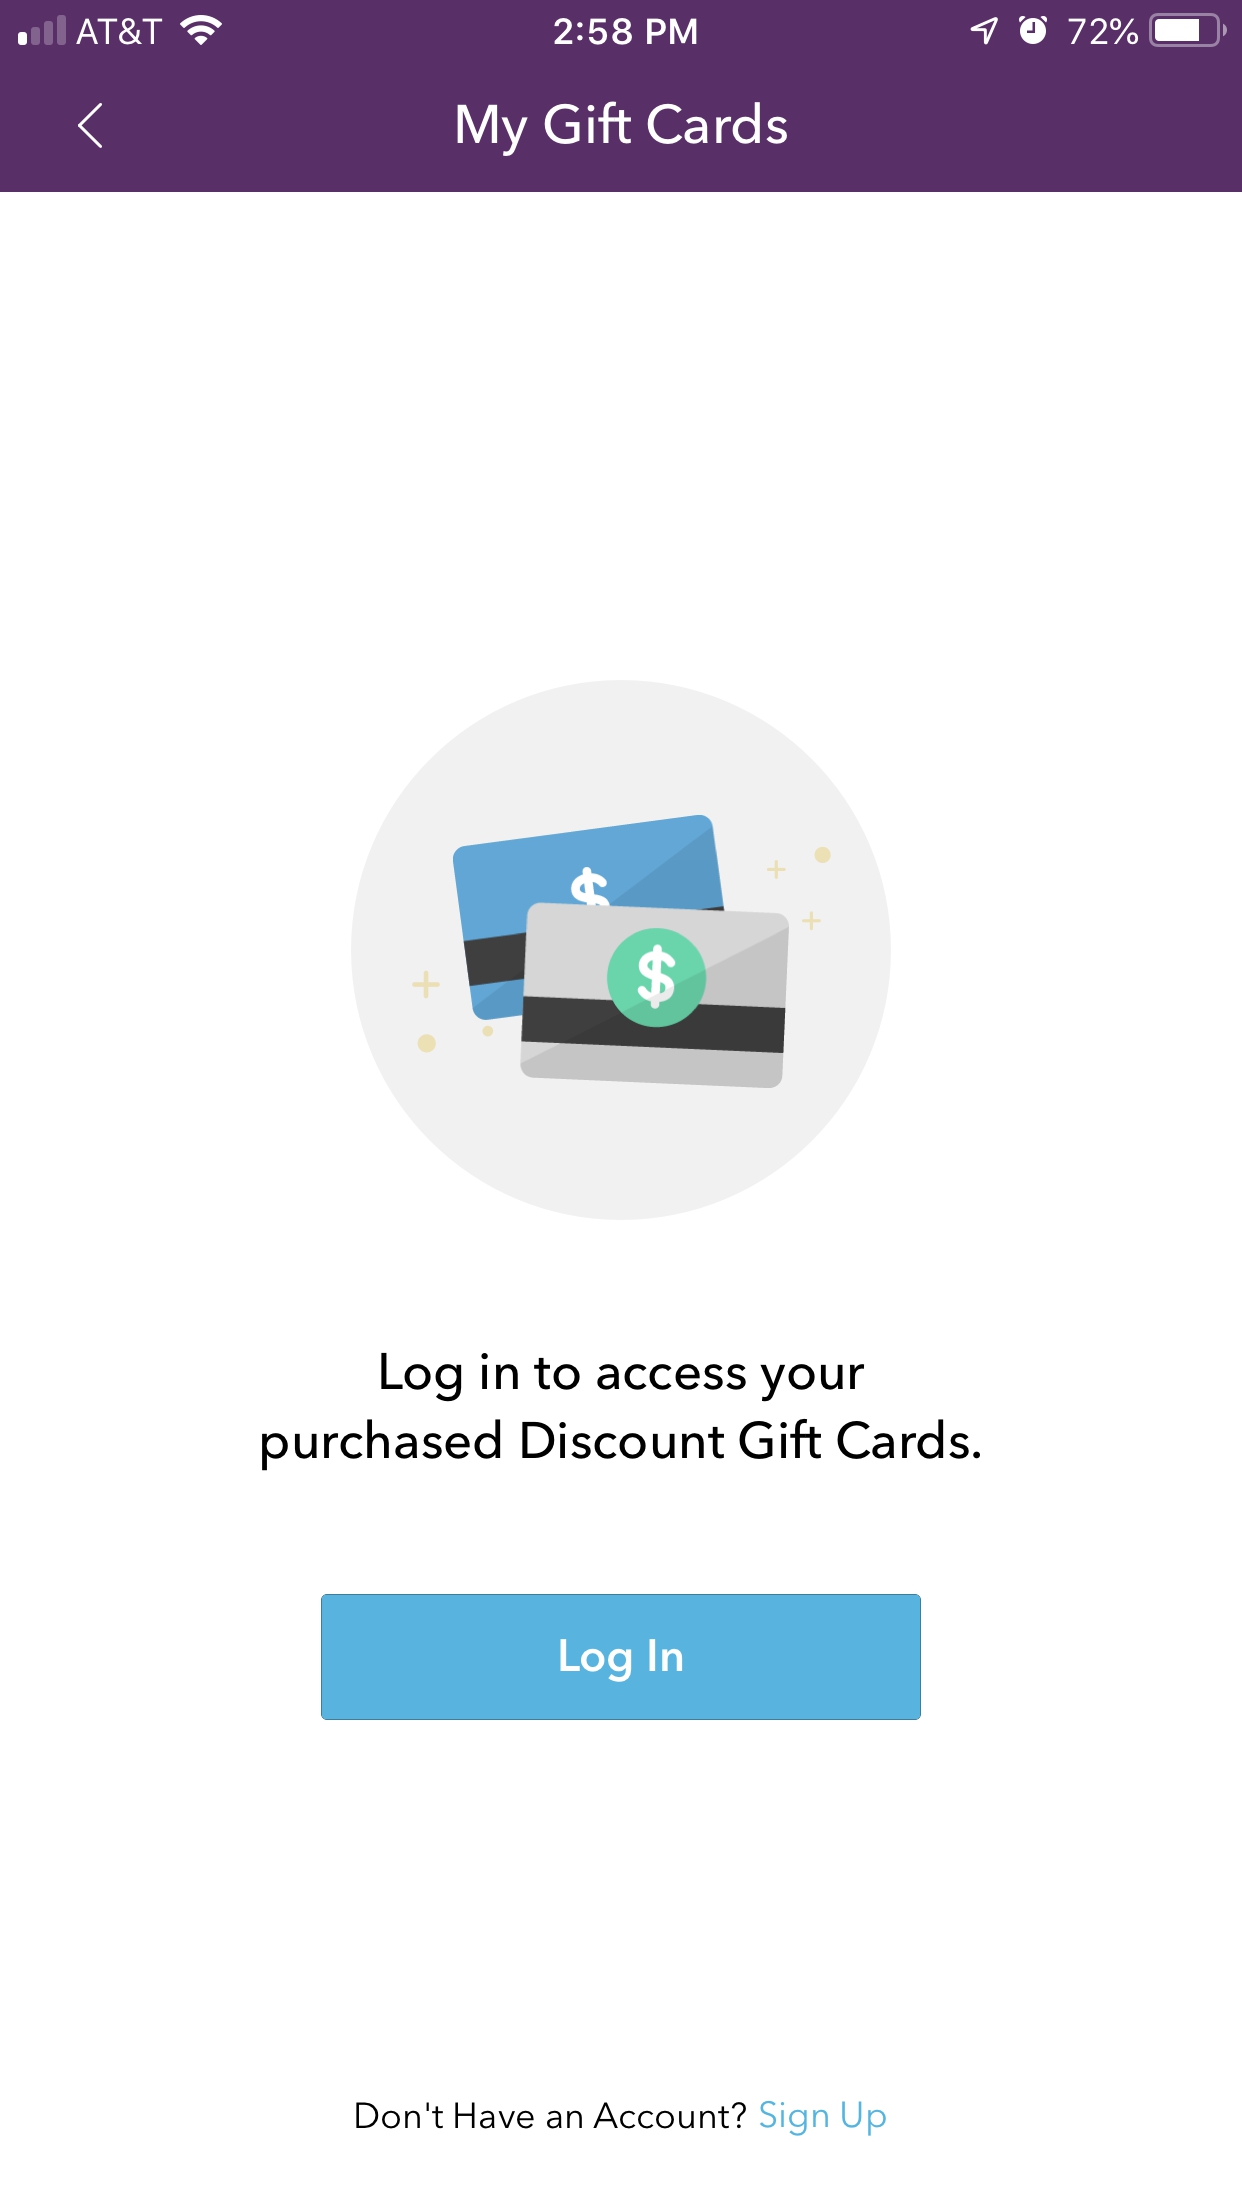 AT&T 2:58 PM 72%
My Gift Cards
$
$
Log in to access your
purchased Discount Gift Cards.
Log In
Don't Have an Account? Sign Up